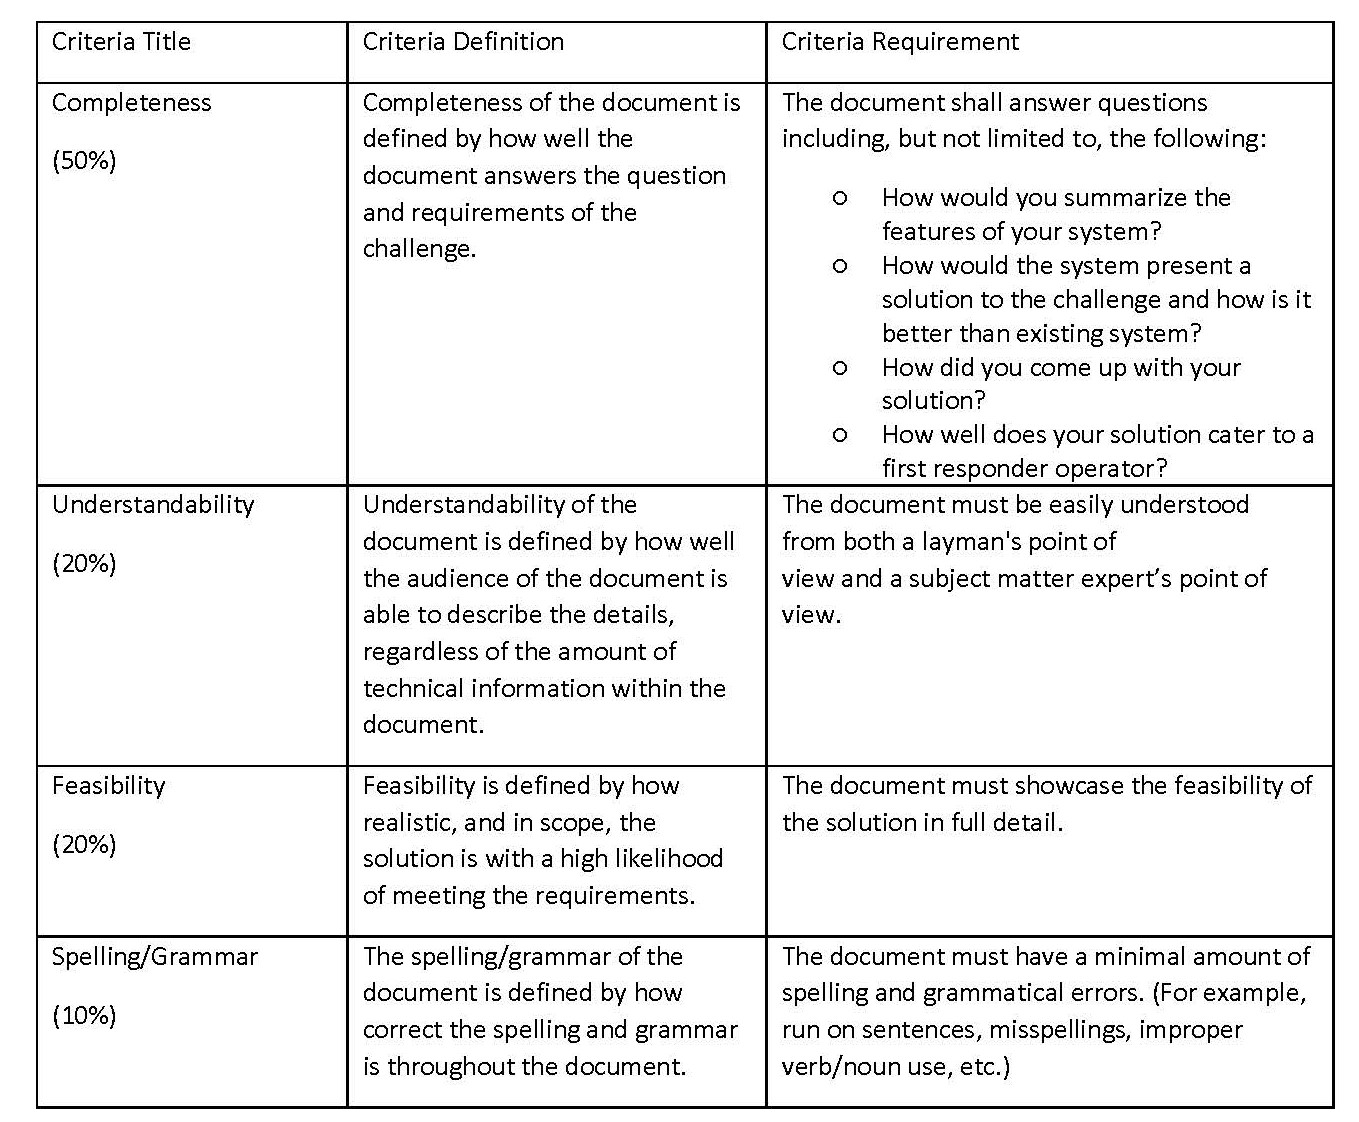 Criteria Title
Criteria Definition
Criteria Requirement
Completeness
(50%)
Completeness of the document is
defined by how well the
document answers the question
and requirements of the
challenge.
The document shall answer questions
including, but not limited to, the following:
○ How would you summarize the
features of your system?
○ How would the system present a
solution to the challenge and how is it
better than existing system?
○ How did you come up with your
solution?
○ How well does your solution cater to a
first responder operator?
Understandability
(20%)
Understandability of the
document is defined by how well
the audience of the document is
able to describe the details,
regardless of the amount of
technical information within the
document.
The document must be easily understood
from both a layman's point of
view and a subject matter expert’s point of
view.
Feasibility
(20%)
Feasibility is defined by how
realistic, and in scope, the
solution is with a high likelihood
of meeting the requirements.
The document must showcase the feasibility of
the solution in full detail.
Spelling/Grammar
(10%)
The spelling/grammar of the
document is defined by how
correct the spelling and grammar
is throughout the document.
The document must have a minimal amount of
spelling and grammatical errors. (For example,
run on sentences, misspellings, improper
verb/noun use, etc.)